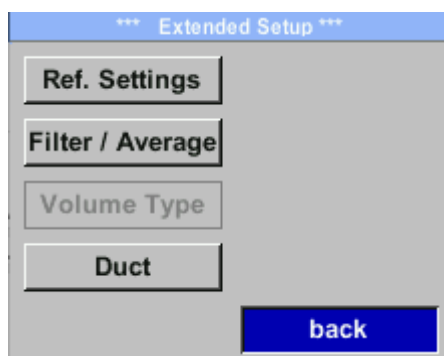 *** Extended Setup ***
Ref. Settings
Filter / Average
Volume Type
Duct
back